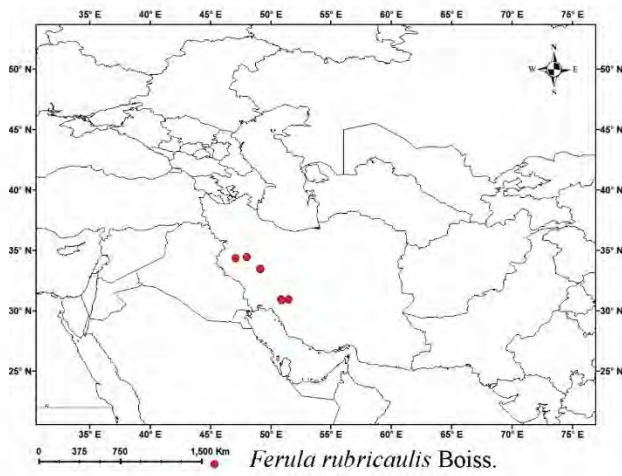 35°E 40°E 45°E 50°E 55°E 60°E 65°E 70°E 75°E
N
W E
S
50°N 50°N
45°N 45°N
40°N 40°N
35°N 35°N
30°N 30°N
25°N 25°N
35°E 40°E 45°E 50°E 55°E 60°E 65°E 70°E 75°E
0 375 750 1,500 Km
Ferula rubricaulis Boiss.